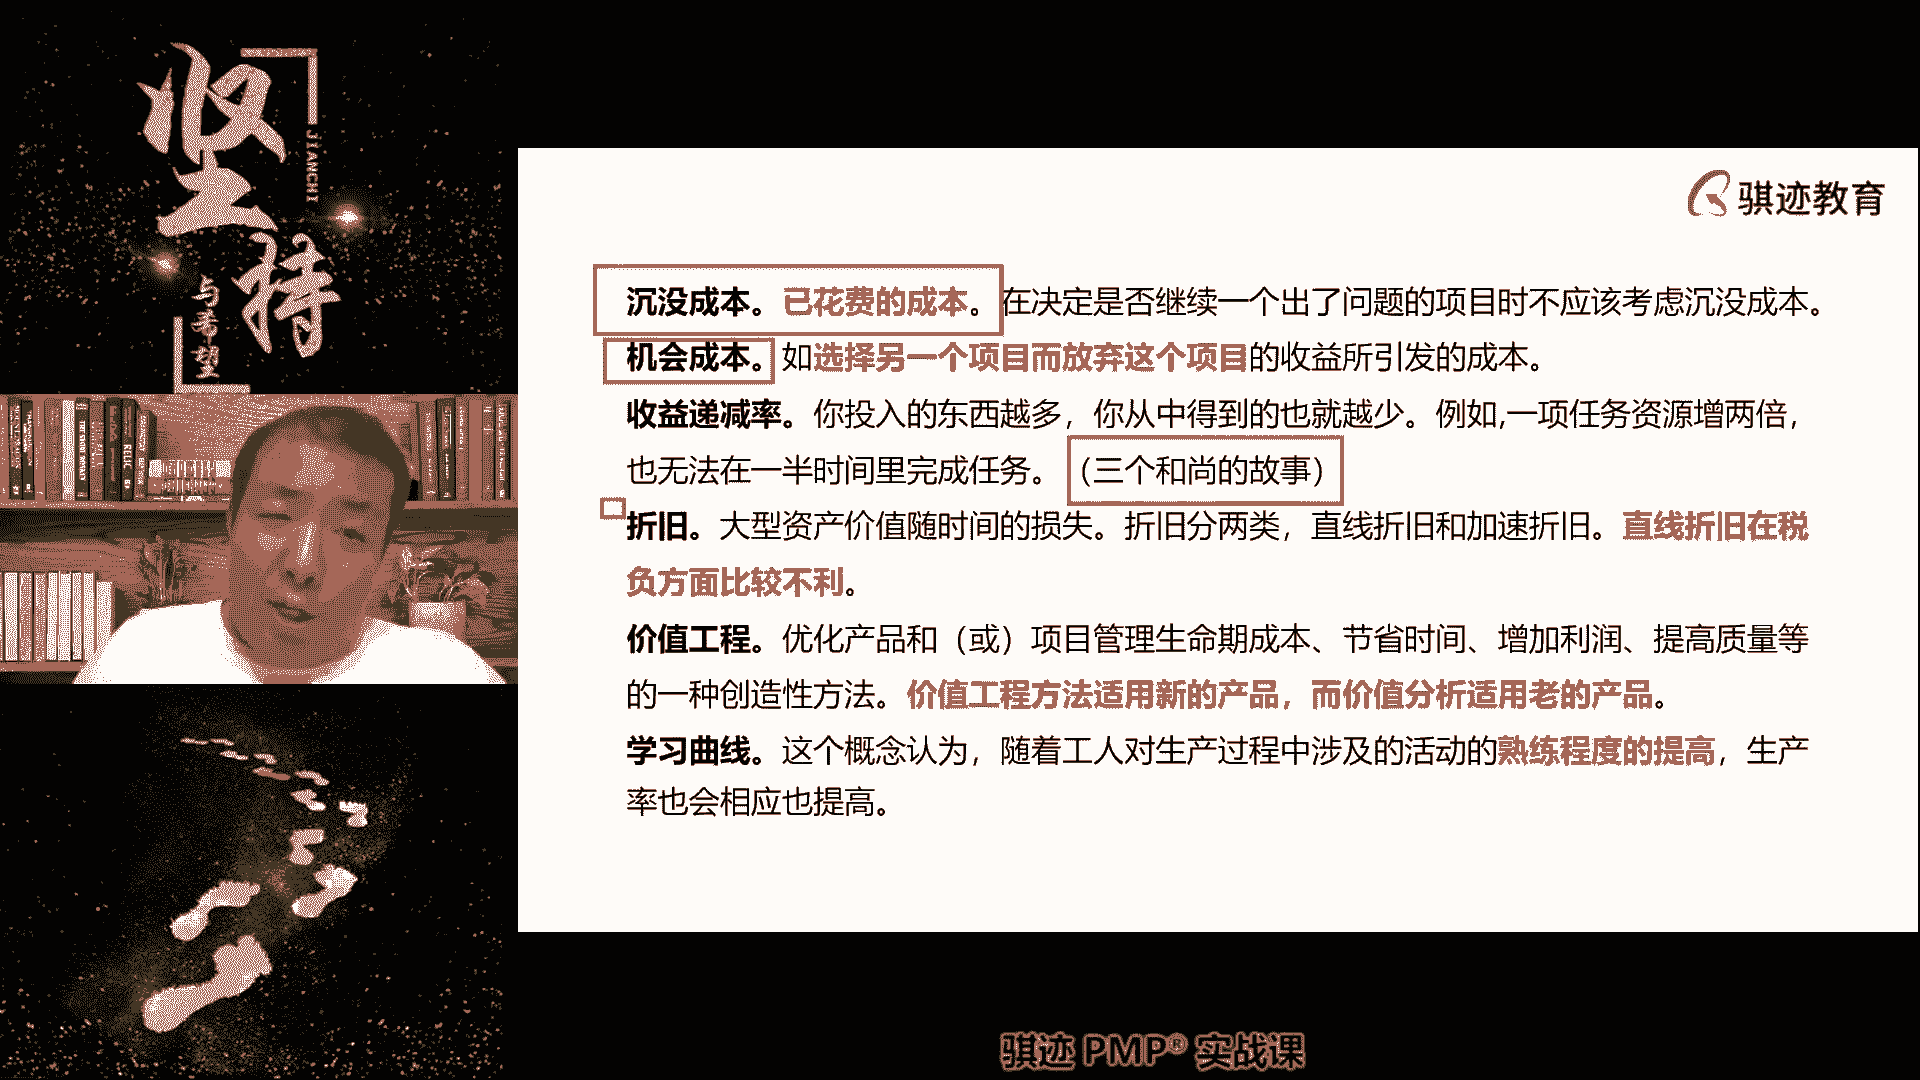 坚持
JIANCHI
与希望
骐迹教育
沉没成本。已花费的成本。在决定是否继续一个出了问题的项目时不应该考虑沉没成本。
机会成本。如选择另一个项目而放弃这个项目的收益所引发的成本。
收益递减率。你投入的东西越多，你从中得到的也就越少。例如,一项任务资源增两倍，
也无法在一半时间里完成任务。（三个和尚的故事）
折旧。大型资产价值随时间的损失。折旧分两类，直线折旧和加速折旧。直线折旧在税
负方面比较不利。
价值工程。优化产品和（或）项目管理生命期成本、节省时间、增加利润、提高质量等
的一种创造性方法。价值工程方法适用新的产品，而价值分析适用老的产品。
学习曲线。这个概念认为，随着工人对生产过程中涉及的活动的熟练程度的提高，生产
率也会相应也提高。
骐迹 PMP® 实战课